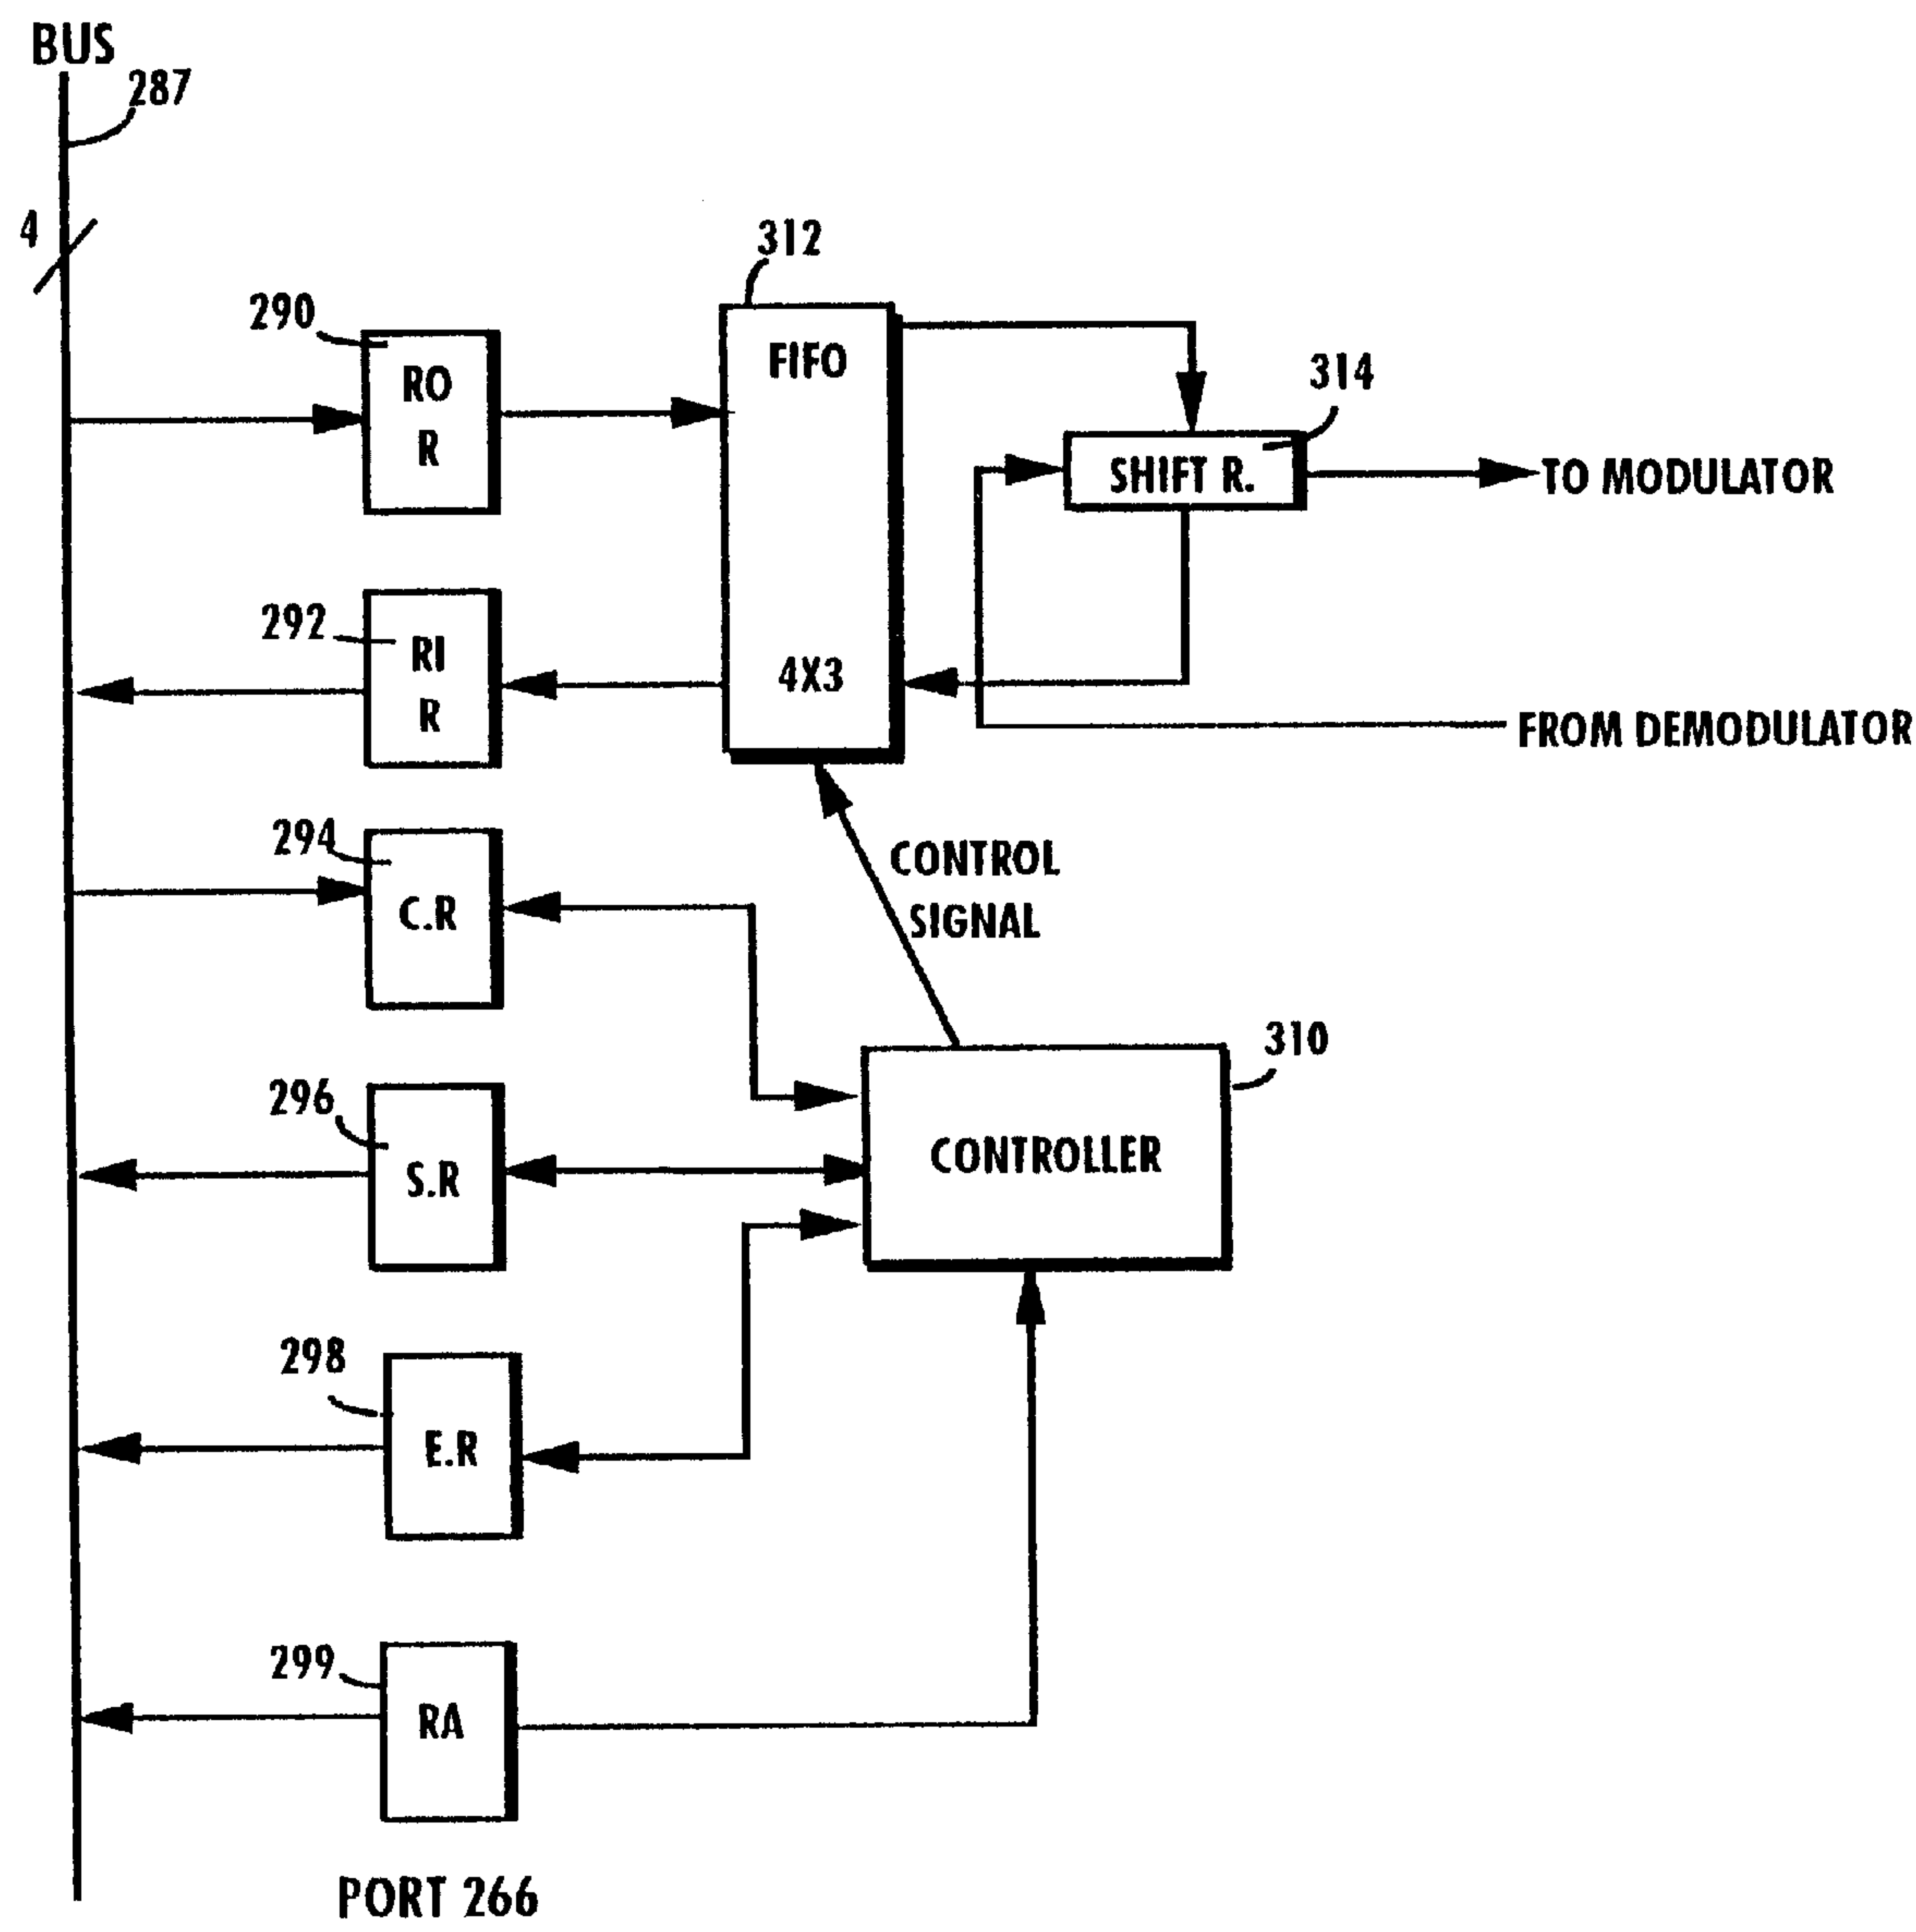 BUS
287
4
312
290
FIFO
RO
R
314
SHIFT R.
TO MODULATOR
292
RI
R
4X3
FROM DEMODULATOR
294
C.R
CONTROL
SIGNAL
310
296
S.R
CONTROLLER
298
E.R
299
RA
PORT 266